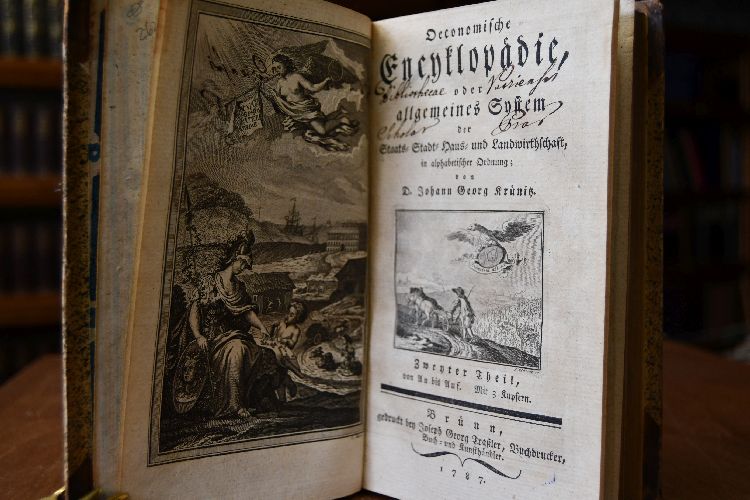 Oeconomische
Encyklopädie,
oder
allgemeines System
der
Staats- Stadt- Haus- und Landwirthschaft,
in alphabetischer Ordnung;
von
D. Johann Georg Krünitz.
Zweyter Theil,
von Au bis Auf. Mit 3 Kupfern.
Brünn,
gedruckt bey Joseph Georg Traßler, Buchdrucker,
Buch- und Kunsthändler.
1787.